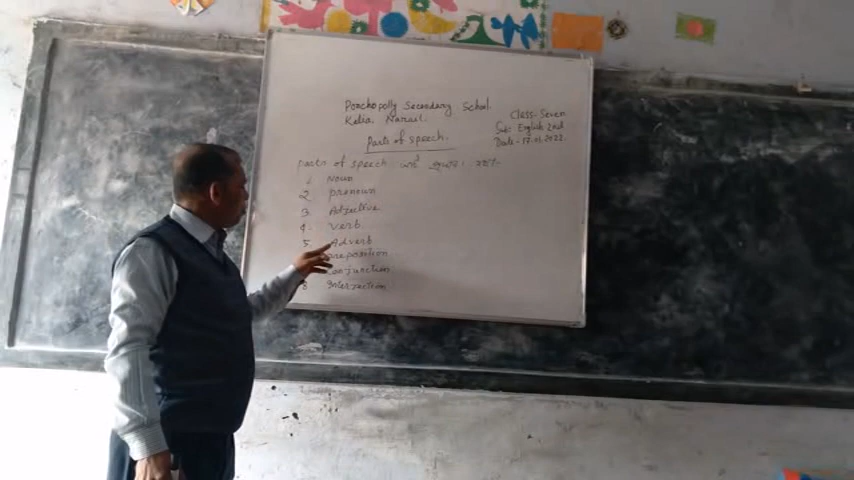 Ponchopolly Secondary School.
Kalia, Narail.
Class-Seven
Sub: English 2nd
Date-17.01.2022.
Parts of speech.
parts of speech
1. Noun
2 pronoun
3 Adjective
4. Verb
5 Adverb
preposition
conjunction
8 Interjection